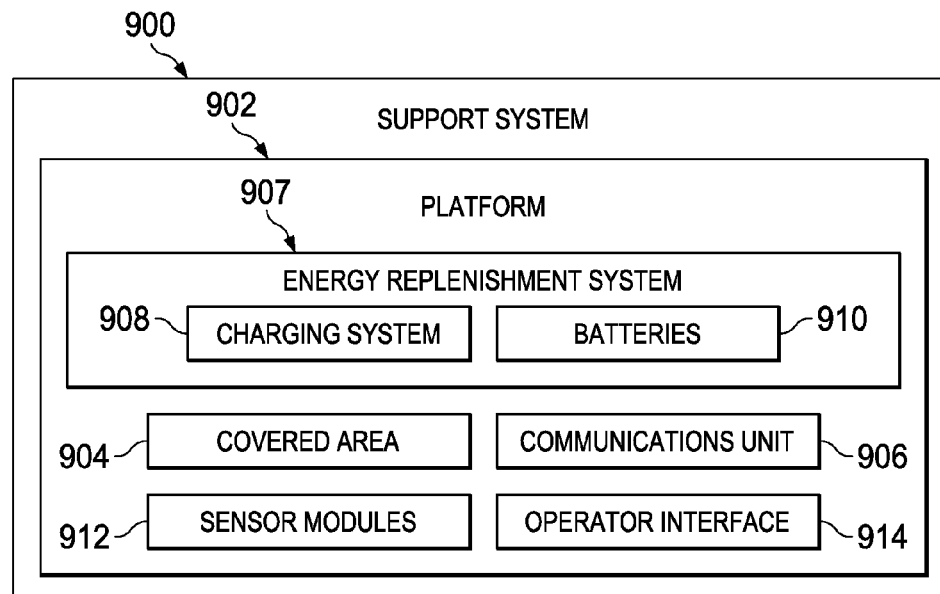 900
902
SUPPORT SYSTEM
907
PLATFORM
ENERGY REPLENISHMENT SYSTEM
908
CHARGING SYSTEM
BATTERIES
910
904
COVERED AREA
COMMUNICATIONS UNIT
906
912
SENSOR MODULES
OPERATOR INTERFACE
914